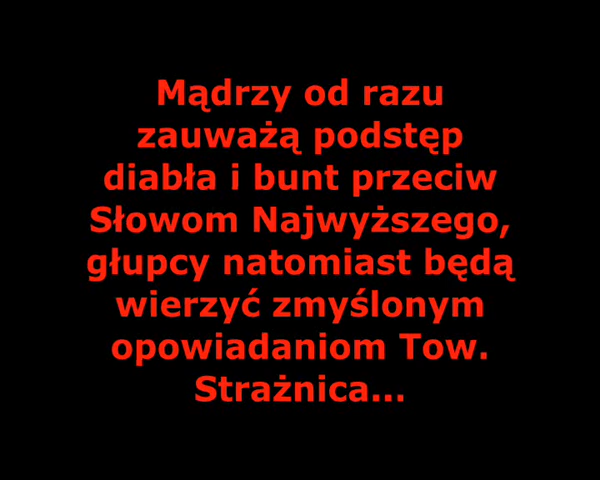 Mądrzy od razu
zauważą podstęp
diabła i bunt przeciw
Słowom Najwyższego,
głupcy natomiast będą
wierzyć zmyślonym
opowiadaniom Tow.
Strażnica...